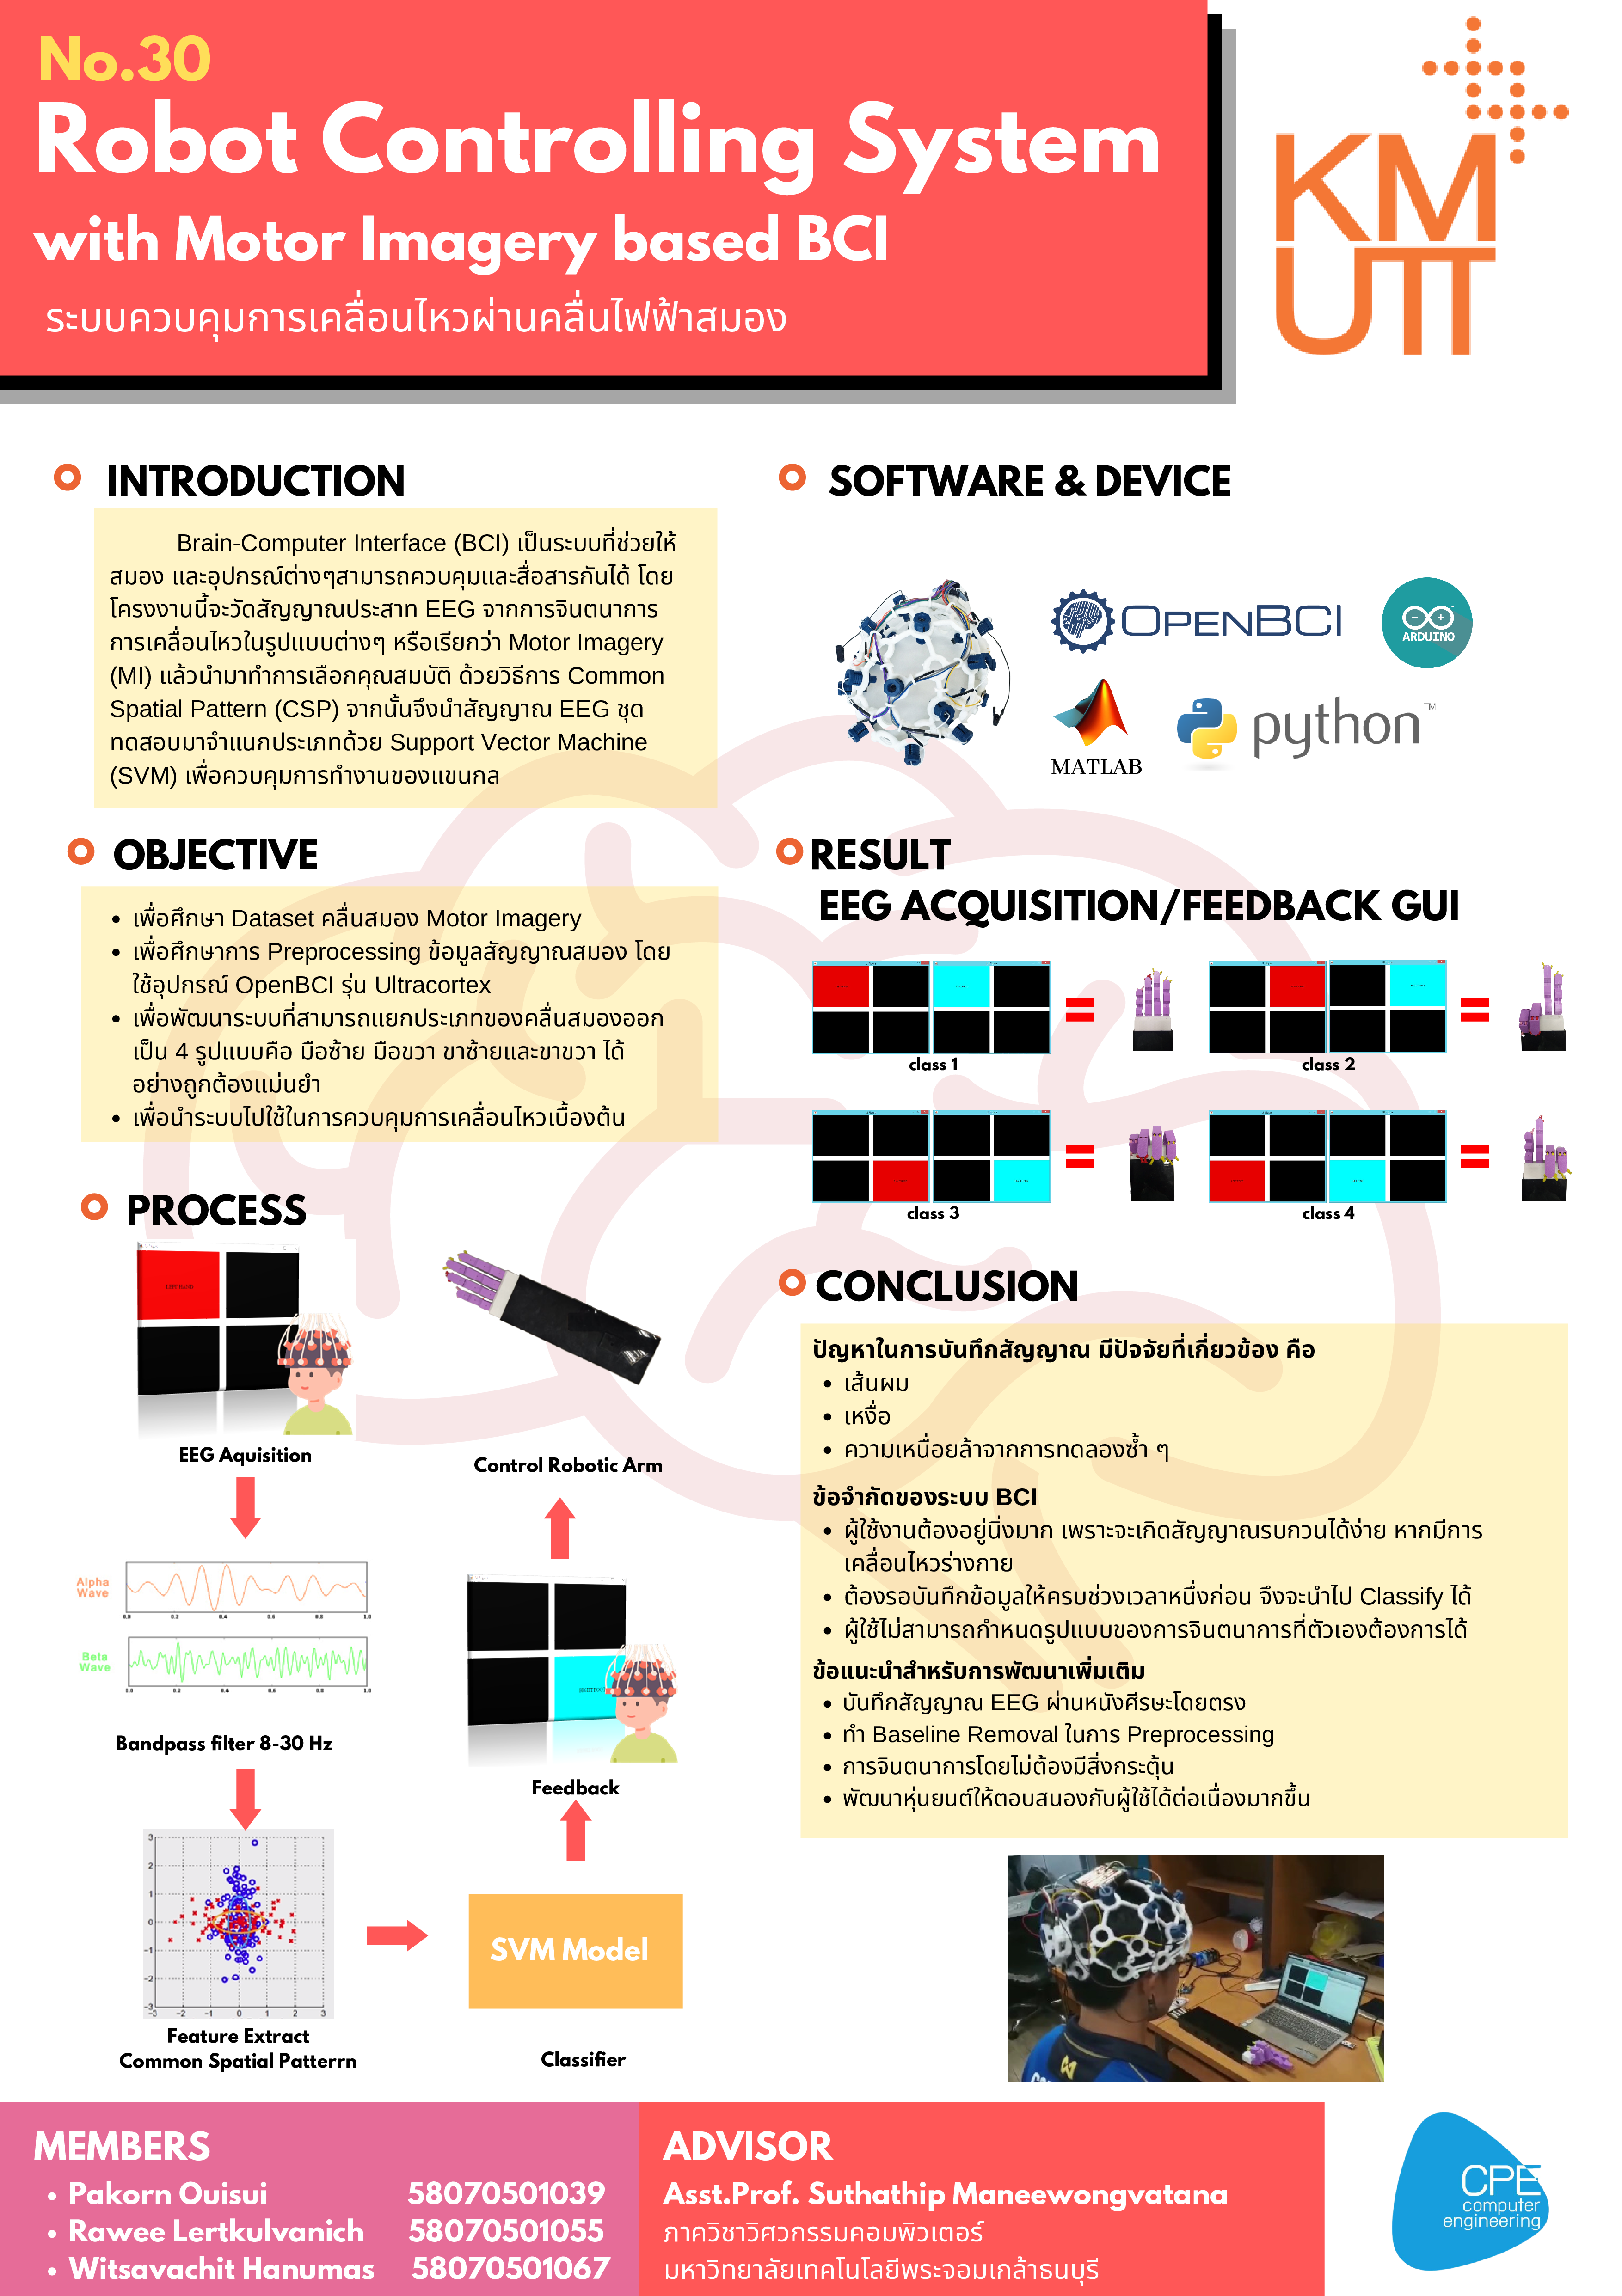 No.30
Robot Controlling System
with Motor Imagery based BCI
ระบบควบคุมการเคลื่อนไหวผ่านคลื่นไฟฟ้าสมอง
KM
UTT
INTRODUCTION
Brain-Computer Interface (BCI) เป็นระบบที่ช่วยให้
สมอง และอุปกรณ์ต่างๆสามารถควบคุมและสื่อสารกันได้ โดย
โครงงานนี้จะวัดสัญญาณประสาท EEG จากการจินตนาการ
การเคลื่อนไหวในรูปแบบต่างๆ หรือเรียกว่า Motor Imagery
(MI) แล้วนำมาทำการเลือกคุณสมบัติ ด้วยวิธีการ Common
Spatial Pattern (CSP) จากนั้นจึงนำสัญญาณ EEG ชุด
ทดสอบมาจำแนกประเภทด้วย Support Vector Machine
(SVM) เพื่อควบคุมการทำงานของแขนกล
OBJECTIVE
• เพื่อศึกษา Dataset คลื่นสมอง Motor Imagery
• เพื่อศึกษาการ Preprocessing ข้อมูลสัญญาณสมอง โดย
ใช้อุปกรณ์ OpenBCI รุ่น Ultracortex
• เพื่อพัฒนาระบบที่สามารถแยกประเภทของคลื่นสมองออก
เป็น 4 รูปแบบคือ มือซ้าย มือขวา ขาซ้ายและขาขวา ได้
อย่างถูกต้องแม่นยำ
• เพื่อนำระบบไปใช้ในการควบคุมการเคลื่อนไหวเบื้องต้น
PROCESS
LEFT HAND
EEG Aquisition
Control Robotic Arm
Alpha
Wave
0.0 0.2 0.4 0.6 0.8 1.0
Beta
Wave
0.0 0.2 0.4 0.6 0.8 1.0
Bandpass filter 8-30 Hz
RIGHT FOOT
Feedback
3
2
1
0
-1
-2
-3
-3 -2 -1 0 1 2 3
Feature Extract
Common Spatial Patterrn
SVM Model
Classifier
SOFTWARE & DEVICE
OPENBCI
ARDUINO
MATLAB
python TM
RESULT
EEG ACQUISITION/FEEDBACK GUI
=
=
class 1
class 2
=
=
class 3
class 4
CONCLUSION
ปัญหาในการบันทึกสัญญาณ มีปัจจัยที่เกี่ยวข้อง คือ
• เส้นผม
• เหงื่อ
• ความเหนื่อยล้าจากการทดลองซ้ำ ๆ
ข้อจำกัดของระบบ BCI
• ผู้ใช้งานต้องอยู่นิ่งมาก เพราะจะเกิดสัญญาณรบกวนได้ง่าย หากมีการ
เคลื่อนไหวร่างกาย
• ต้องรอบันทึกข้อมูลให้ครบช่วงเวลาหนึ่งก่อน จึงจะนำไป Classify ได้
• ผู้ใช้ไม่สามารถกำหนดรูปแบบของการจินตนาการที่ตัวเองต้องการได้
ข้อแนะนำสำหรับการพัฒนาเพิ่มเติม
• บันทึกสัญญาณ EEG ผ่านหนังศีรษะโดยตรง
• ทำ Baseline Removal ในการ Preprocessing
• การจินตนาการโดยไม่ต้องมีสิ่งกระตุ้น
• พัฒนาหุ่นยนต์ให้ตอบสนองกับผู้ใช้ได้ต่อเนื่องมากขึ้น
MEMBERS
• Pakorn Ouisui 58070501039
• Rawee Lertkulvanich 58070501055
• Witsavachit Hanumas 58070501067
ADVISOR
Asst.Prof. Suthathip Maneewongvatana
ภาควิชาวิศวกรรมคอมพิวเตอร์
มหาวิทยาลัยเทคโนโลยีพระจอมเกล้าธนบุรี
CPE
computer
engineering